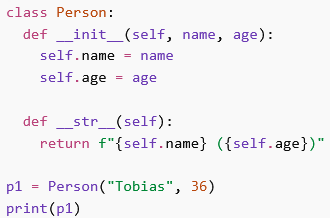 class Person:
  def __init__(self, name, age):
    self.name = name
    self.age = age

  def __str__(self):
    return f"{self.name} ({self.age})"

p1 = Person("Tobias", 36)
print(p1)